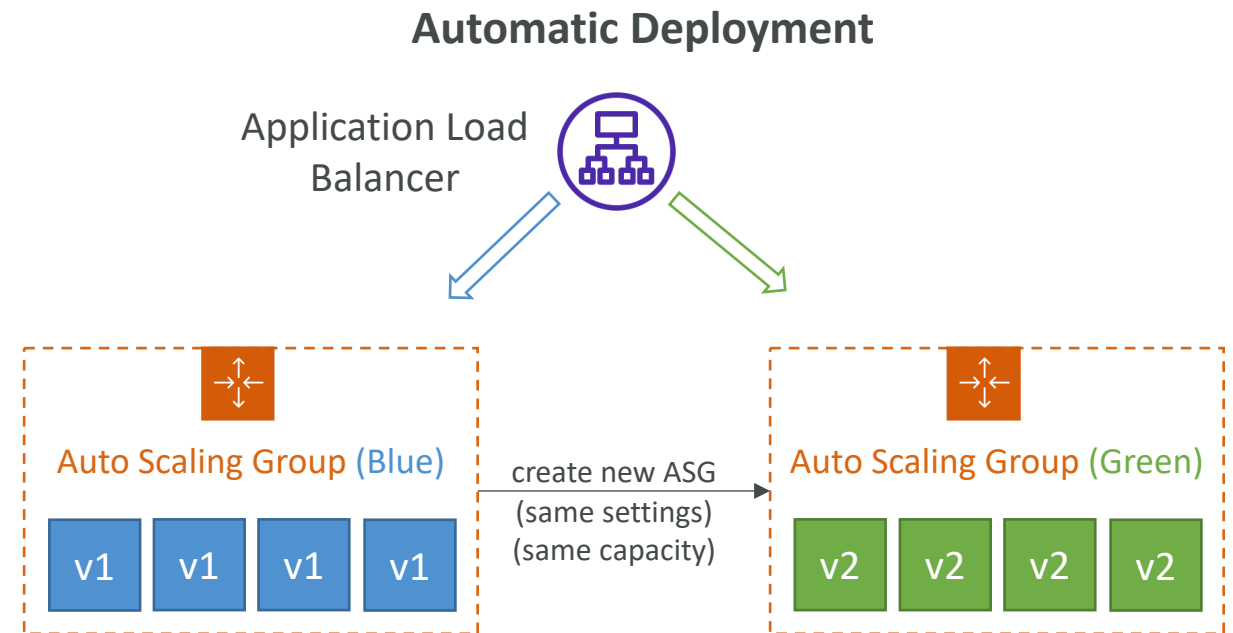 Automatic Deployment
Application Load
Balancer
Auto Scaling Group (Blue)
v1 v1 v1 v1
create new ASG
(same settings)
(same capacity)
Auto Scaling Group (Green)
v2 v2 v2 v2